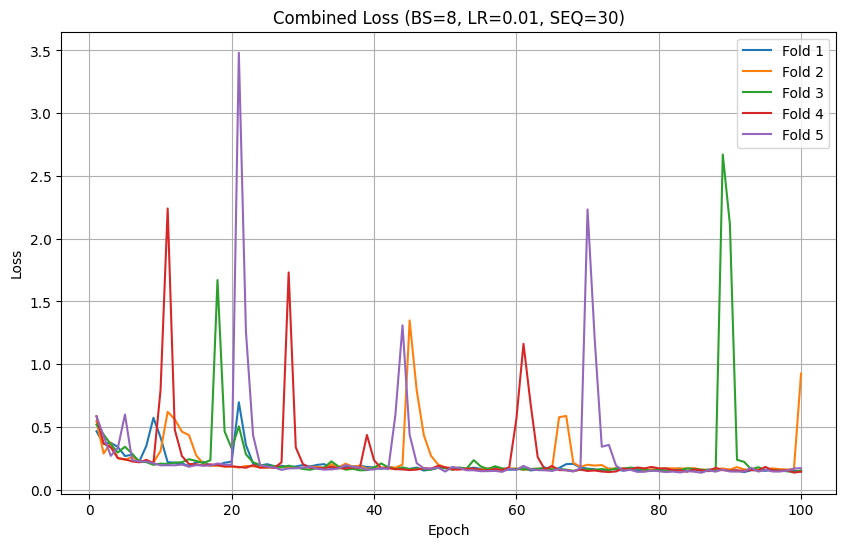 Combined Loss (BS=8, LR=0.01, SEQ=30)
Fold 1
Fold 2
Fold 3
Fold 4
Fold 5
3.5
3.0
2.5
2.0
1.5
1.0
0.5
0.0
Loss
0 20 40 60 80 100
Epoch